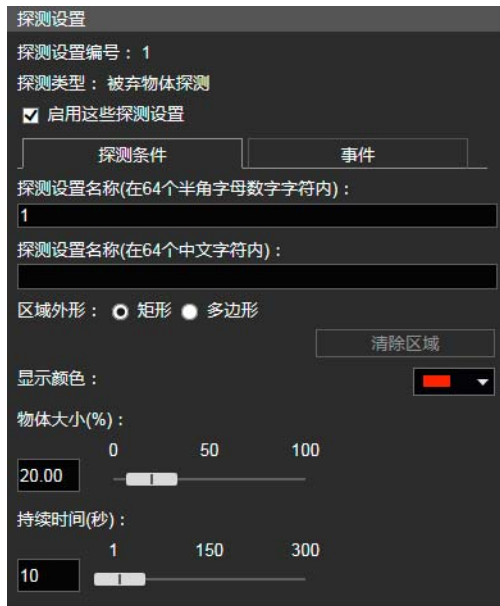 探测设置
探测设置编号：1
探测类型：被弃物体探测
启用这些探测设置
探测条件 事件
探测设置名称(在64个半角字母数字字符内)：
1
探测设置名称(在64个中文字符内)：
区域外形： 矩形 多边形
清除区域
显示颜色：
物体大小(%)：
0 50 100
20.00
持续时间(秒)：
1 150 300
10